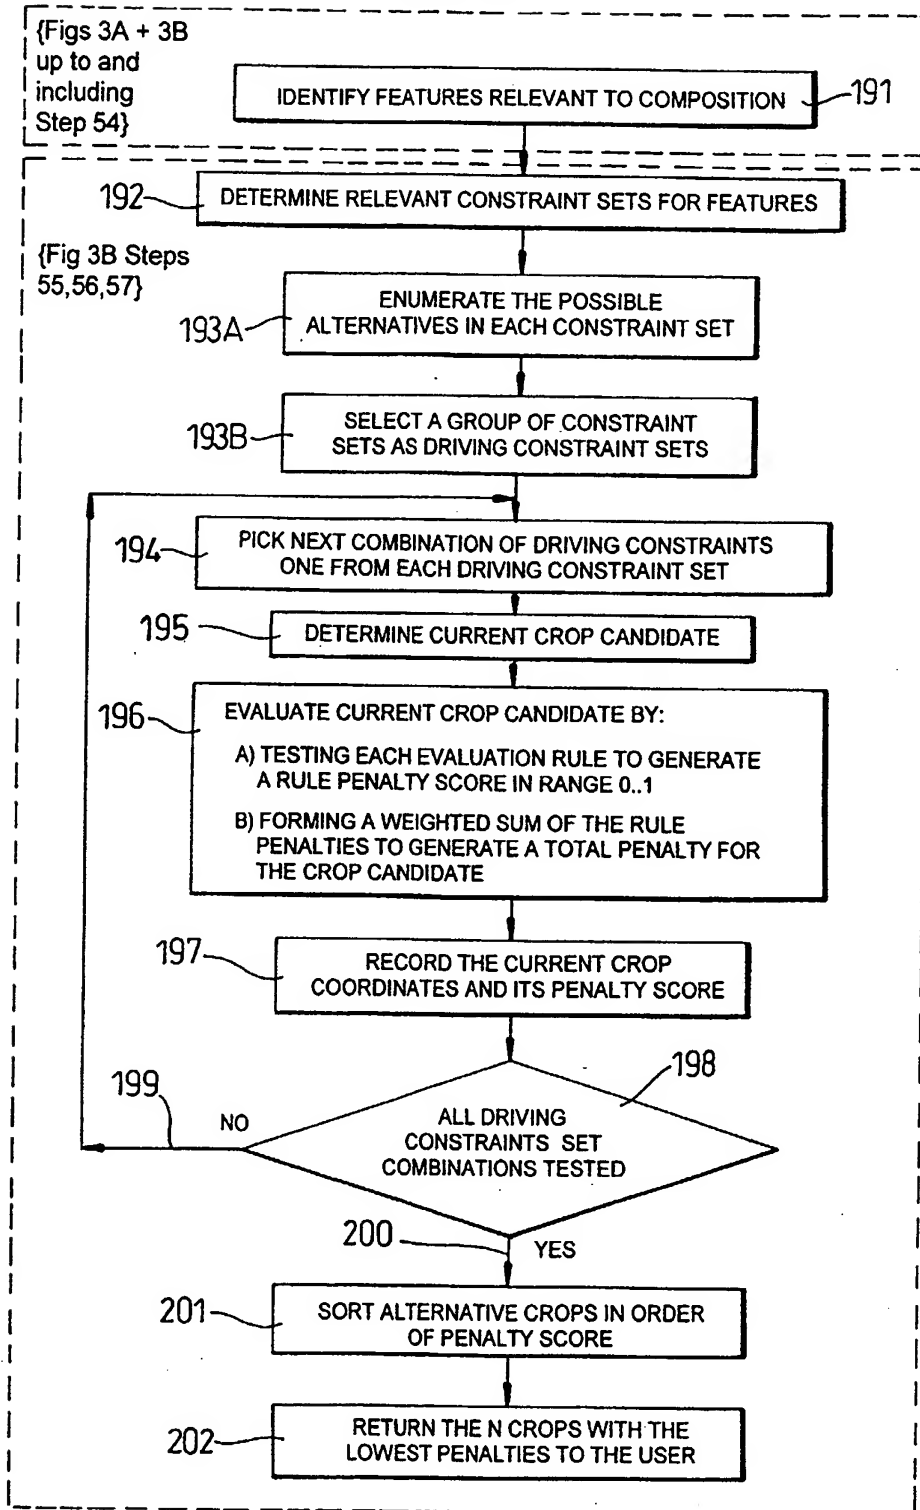 {Figs 3A + 3B
up to and
including
Step 54}
IDENTIFY FEATURES RELEVANT TO COMPOSITION
191
192
DETERMINE RELEVANT CONSTRAINT SETS FOR FEATURES
{Fig 3B Steps
55,56,57}
193A
ENUMERATE THE POSSIBLE
ALTERNATIVES IN EACH CONSTRAINT SET
193B
SELECT A GROUP OF CONSTRAINT
SETS AS DRIVING CONSTRAINT SETS
194
PICK NEXT COMBINATION OF DRIVING CONSTRAINTS
ONE FROM EACH DRIVING CONSTRAINT SET
195
DETERMINE CURRENT CROP CANDIDATE
196
EVALUATE CURRENT CROP CANDIDATE BY:
A) TESTING EACH EVALUATION RULE TO GENERATE
A RULE PENALTY SCORE IN RANGE 0..1
B) FORMING A WEIGHTED SUM OF THE RULE
PENALTIES TO GENERATE A TOTAL PENALTY FOR
THE CROP CANDIDATE
197
RECORD THE CURRENT CROP
COORDINATES AND ITS PENALTY SCORE
198
199
NO
ALL DRIVING
CONSTRAINTS SET
COMBINATIONS TESTED
200
YES
201
SORT ALTERNATIVE CROPS IN ORDER
OF PENALTY SCORE
202
RETURN THE N CROPS WITH THE
LOWEST PENALTIES TO THE USER